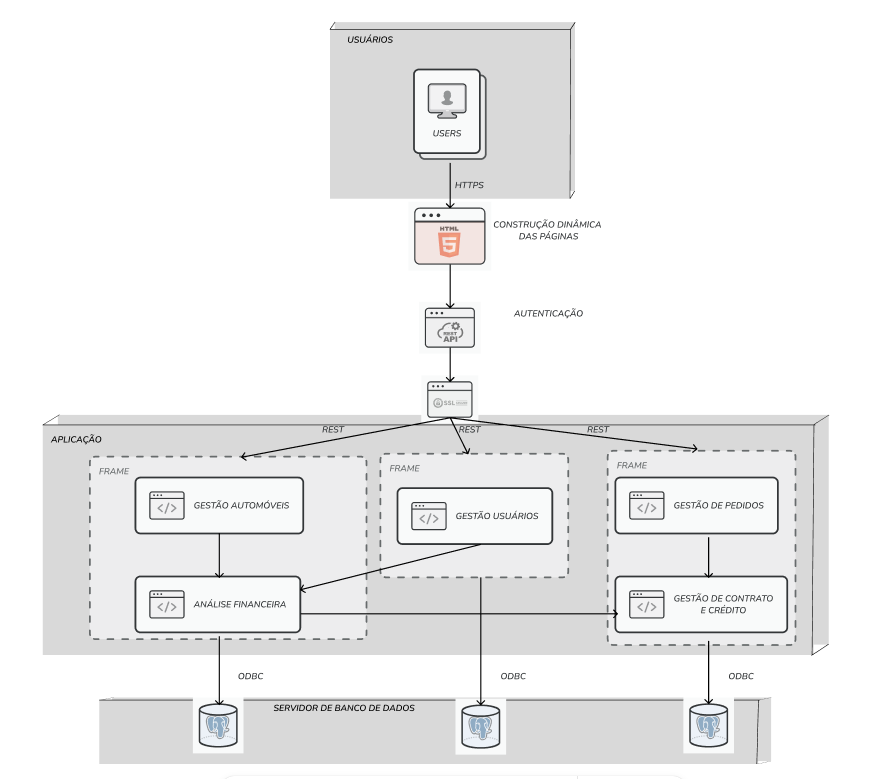 USUÁRIOS
USERS
HTTPS
HTML
5
CONSTRUÇÃO DINÂMICA
DAS PÁGINAS
AUTENTICAÇÃO
REST
API
SSL
REST
REST
REST
APLICAÇÃO
FRAME
FRAME
FRAME
</> GESTÃO AUTOMÓVEIS
</> GESTÃO USUÁRIOS
</> GESTÃO DE PEDIDOS
</> ANÁLISE FINANCEIRA
</> GESTÃO DE CONTRATO
E CRÉDITO
ODBC
ODBC
ODBC
SERVIDOR DE BANCO DE DADOS